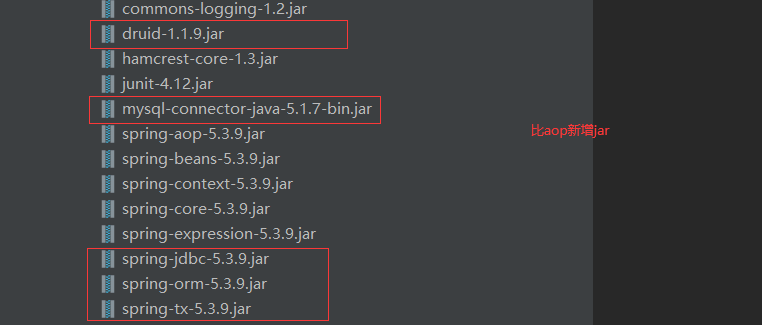 commons-logging-1.2.jar
druid-1.1.9.jar
hamcrest-core-1.3.jar
junit-4.12.jar
mysql-connector-java-5.1.7-bin.jar
spring-aop-5.3.9.jar
比aop新增jar
spring-beans-5.3.9.jar
spring-context-5.3.9.jar
spring-core-5.3.9.jar
spring-expression-5.3.9.jar
spring-jdbc-5.3.9.jar
spring-orm-5.3.9.jar
spring-tx-5.3.9.jar